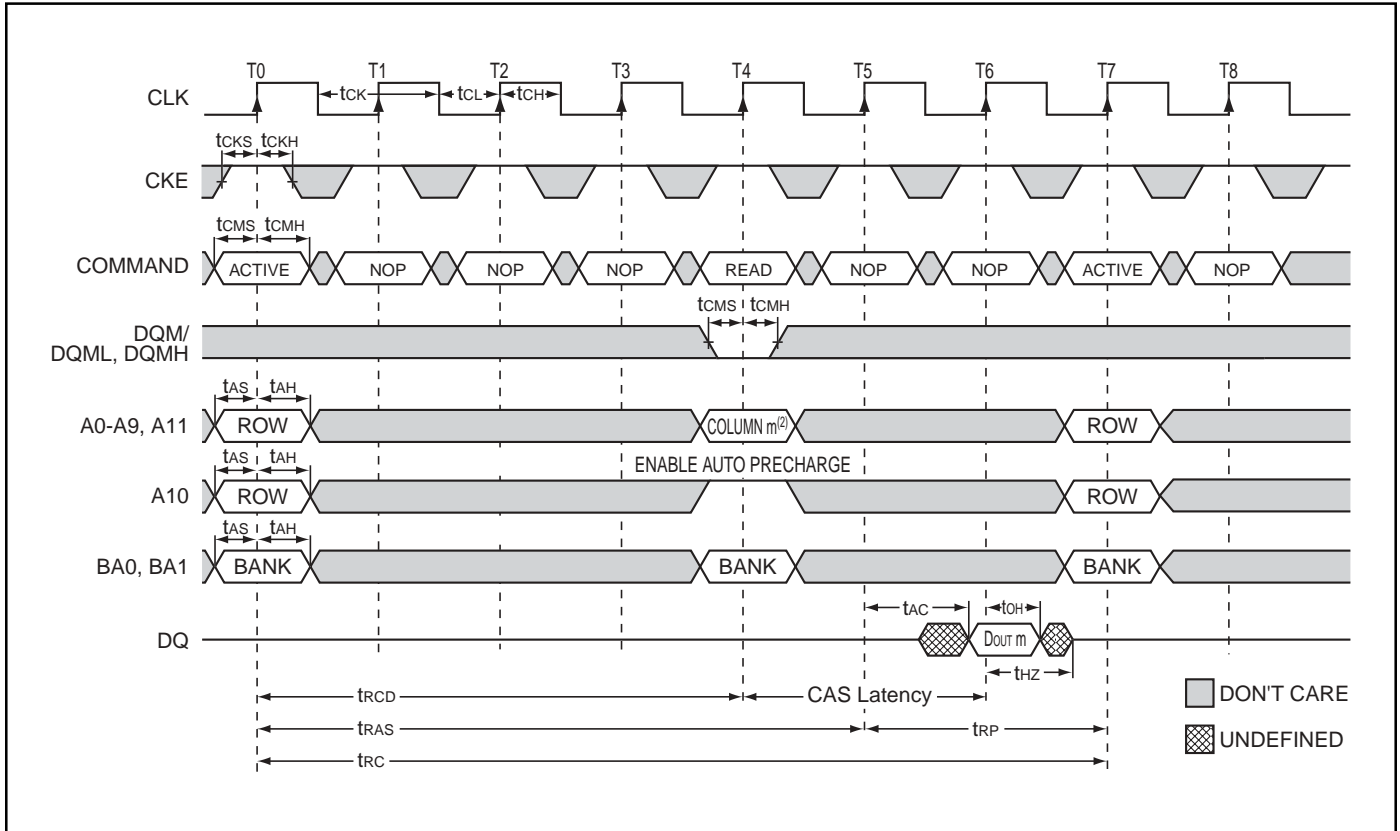 T0 T1 T2 T3 T4 T5 T6 T7 T8
CLK tCK tCL tCH
tCKS tCKH
CKE
tCMS tCMH
COMMAND ACTIVE NOP NOP NOP READ NOP NOP ACTIVE NOP
tCMS tCMH
DQM/
DQML, DQMH
tAS tAH
A0-A9, A11 ROW COLUMN m(2) ROW
tAS tAH ENABLE AUTO PRECHARGE
A10 ROW ROW
tAS tAH
BA0, BA1 BANK BANK BANK
tAC tOH
DQ DOUT m
tHZ
tRCD CAS Latency
tRAS tRP
tRC
DON'T CARE
UNDEFINED